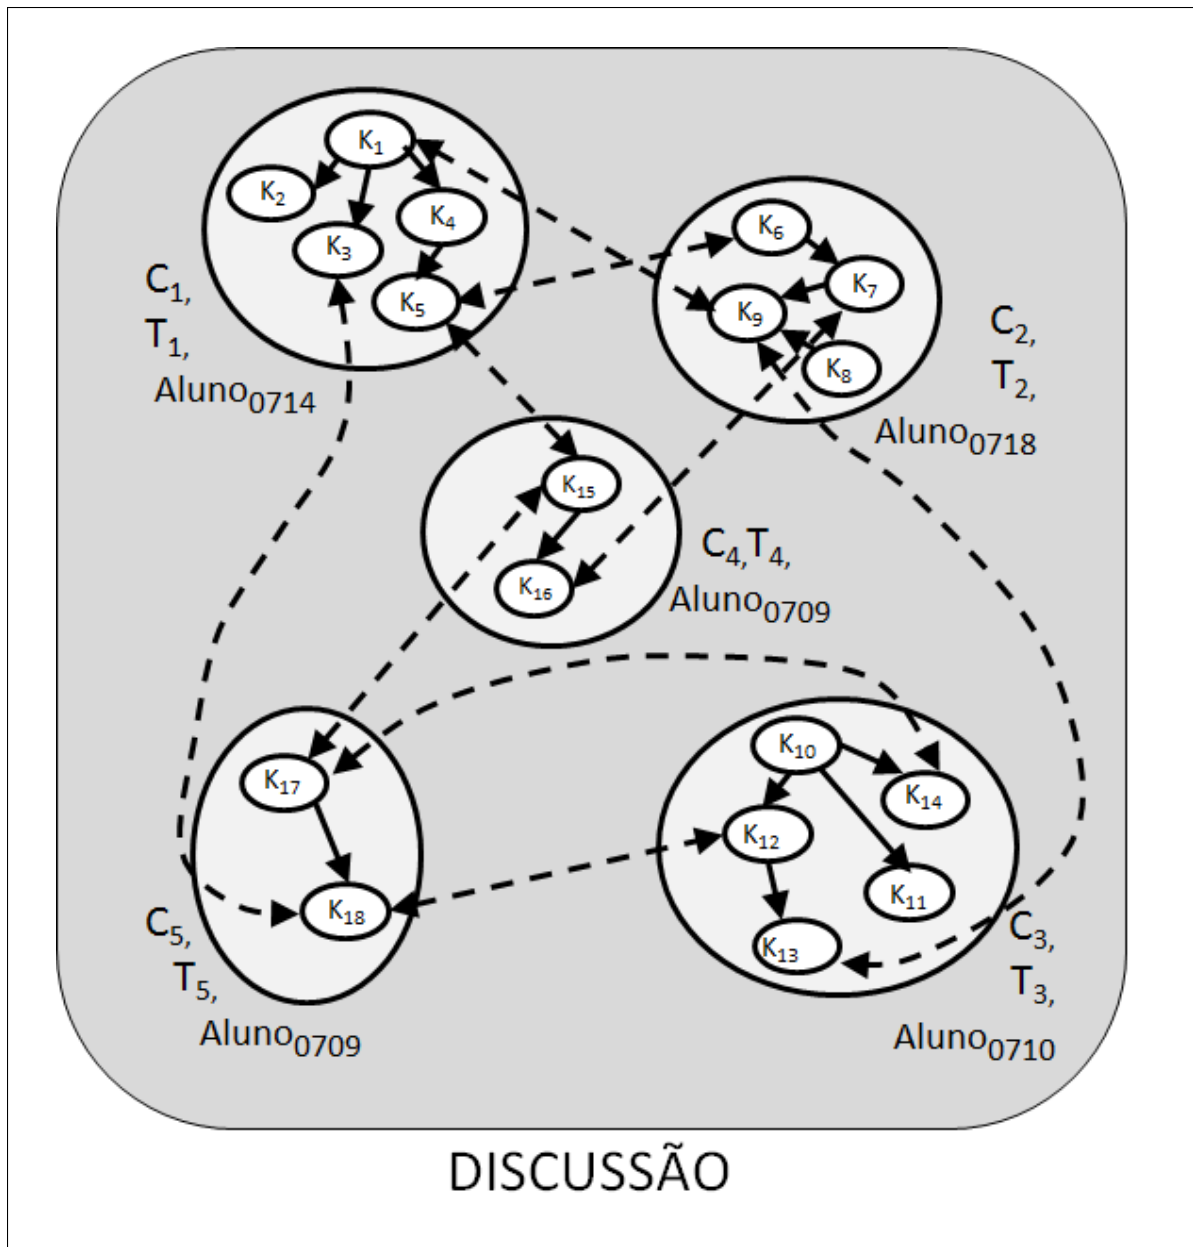 K1
K2
K4
K3
K5
C1,
T1,
Aluno0714
K6
K7
K9
K8
C2,
T2,
Aluno0718
K15
K16
C4,T4,
Aluno0709
K17
K18
C5,
T5,
Aluno0709
K10
K14
K12
K11
K13
C3,
T3,
Aluno0710
DISCUSSÃO